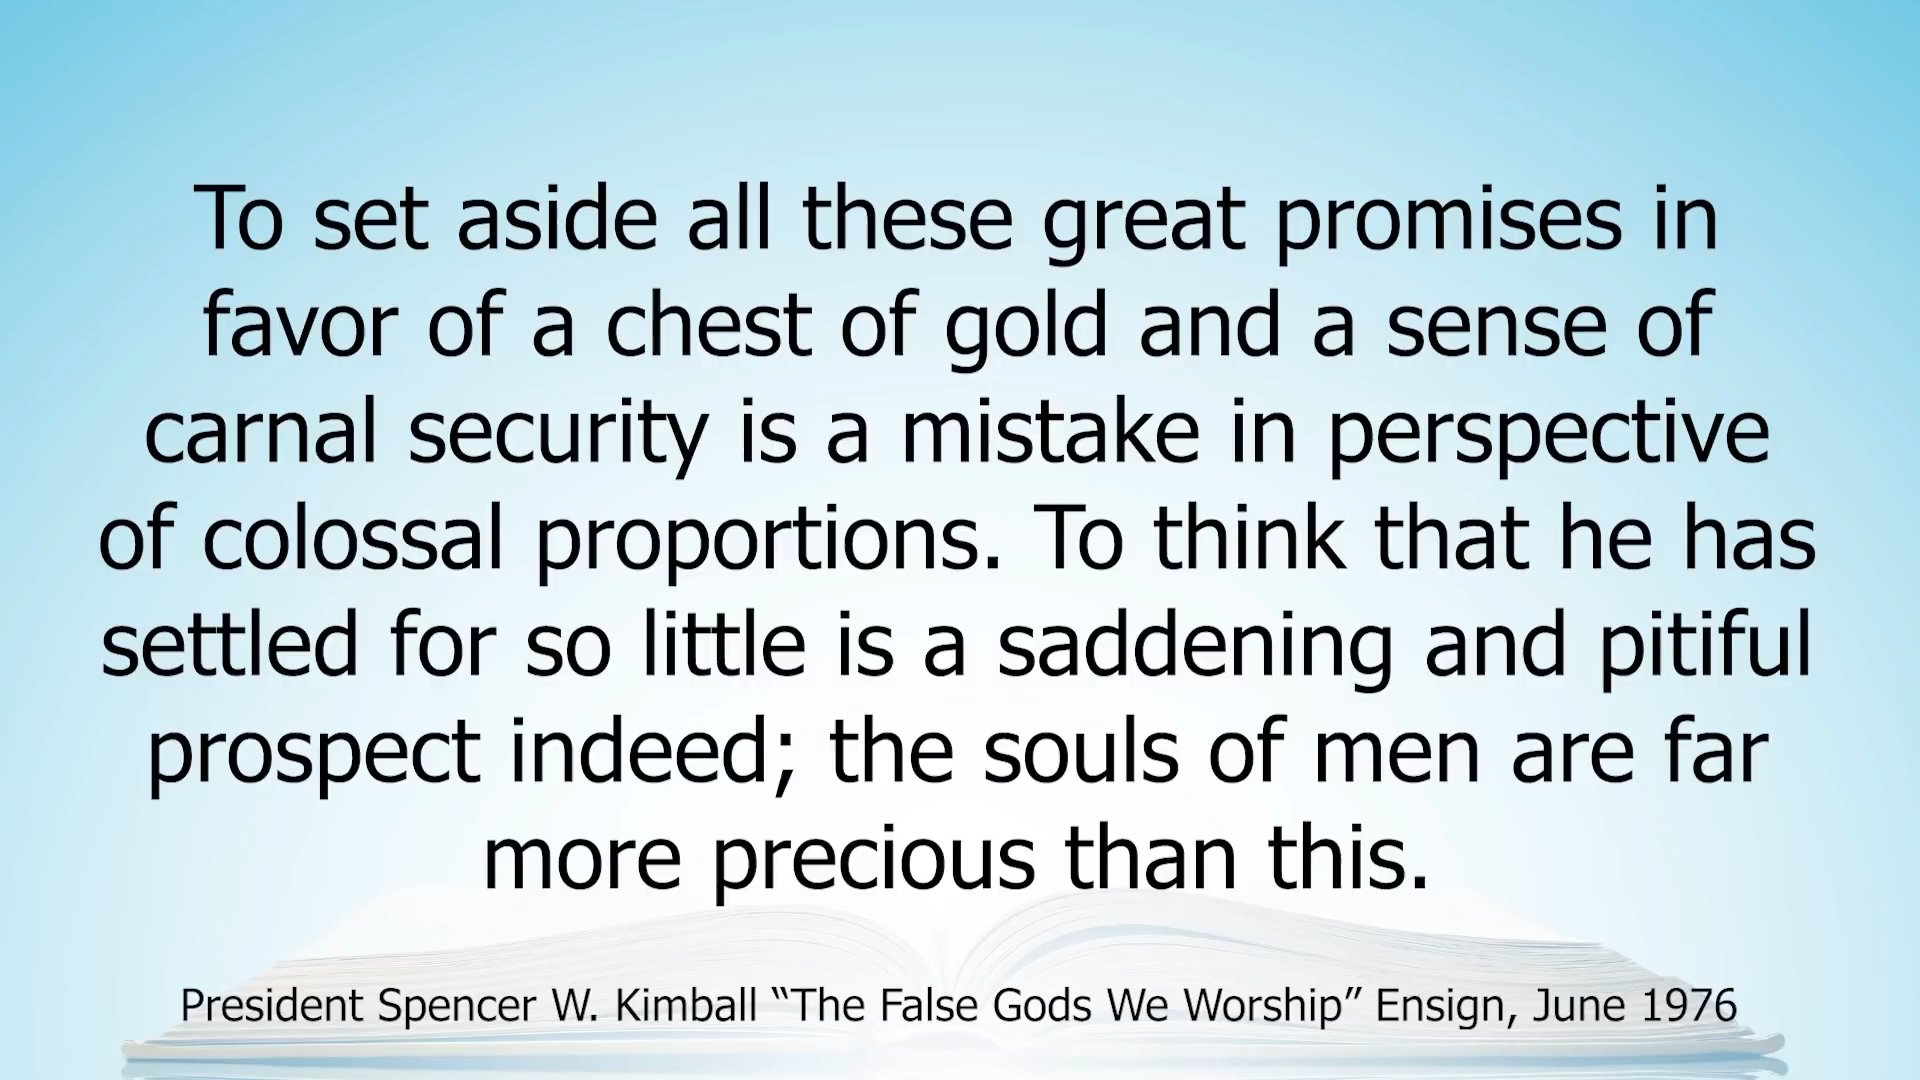 To set aside all these great promises in
favor of a chest of gold and a sense of
carnal security is a mistake in perspective
of colossal proportions. To think that he has
settled for so little is a saddening and pitiful
prospect indeed; the souls of men are far
more precious than this.
President Spencer W. Kimball “The False Gods We Worship” Ensign, June 1976